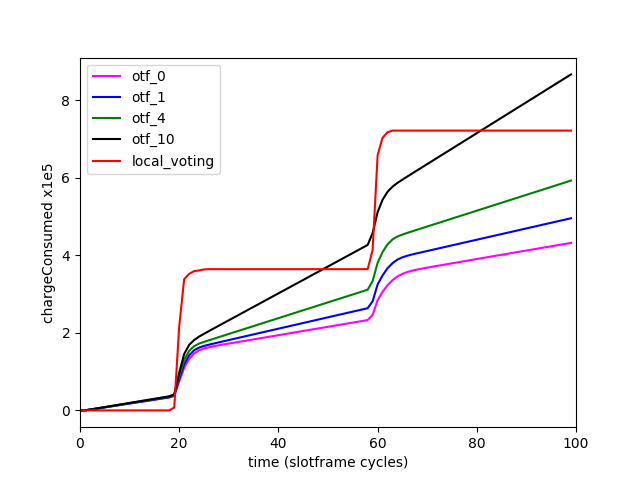 otf_0
otf_1
otf_4
otf_10
local_voting
chargeConsumed x1e5
8
6
4
2
0
0 20 40 60 80 100
time (slotframe cycles)